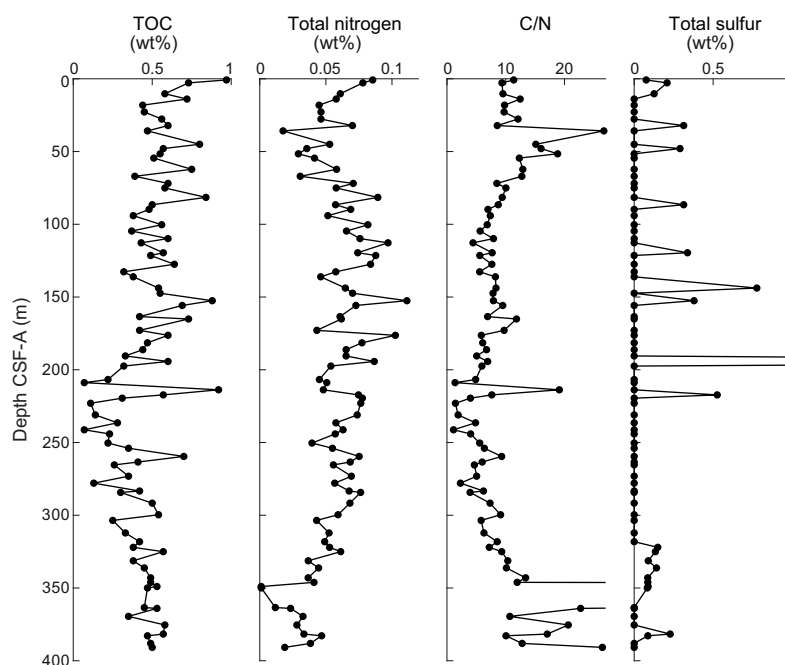 TOC
(wt%)
Total nitrogen
(wt%)
C/N
Total sulfur
(wt%)
0 0.5 1
0 0.05 0.1
0 10 20
0 0.5
Depth CSF-A (m)
0
50
100
150
200
250
300
350
400